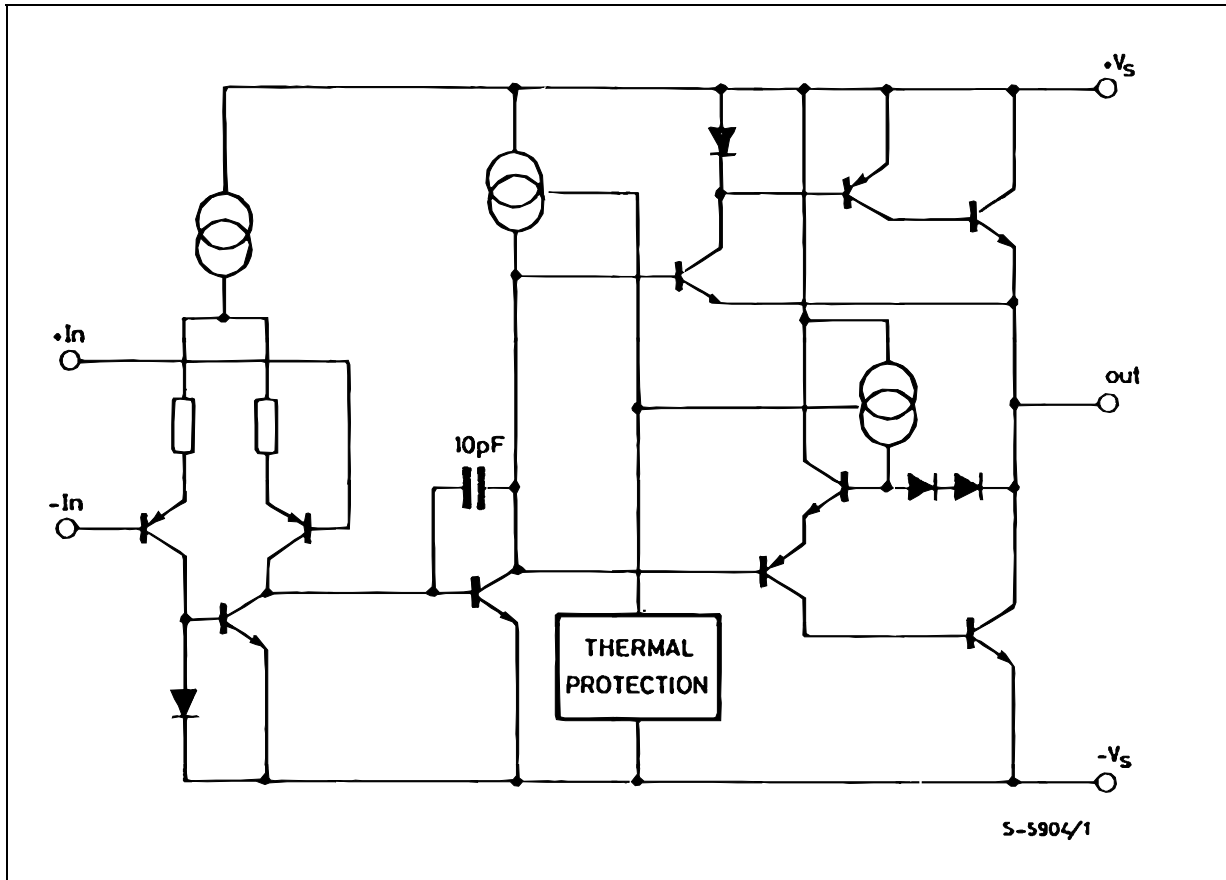 +Vs
+In
out
10pF
-In
THERMAL
PROTECTION
-Vs
S-5904/1